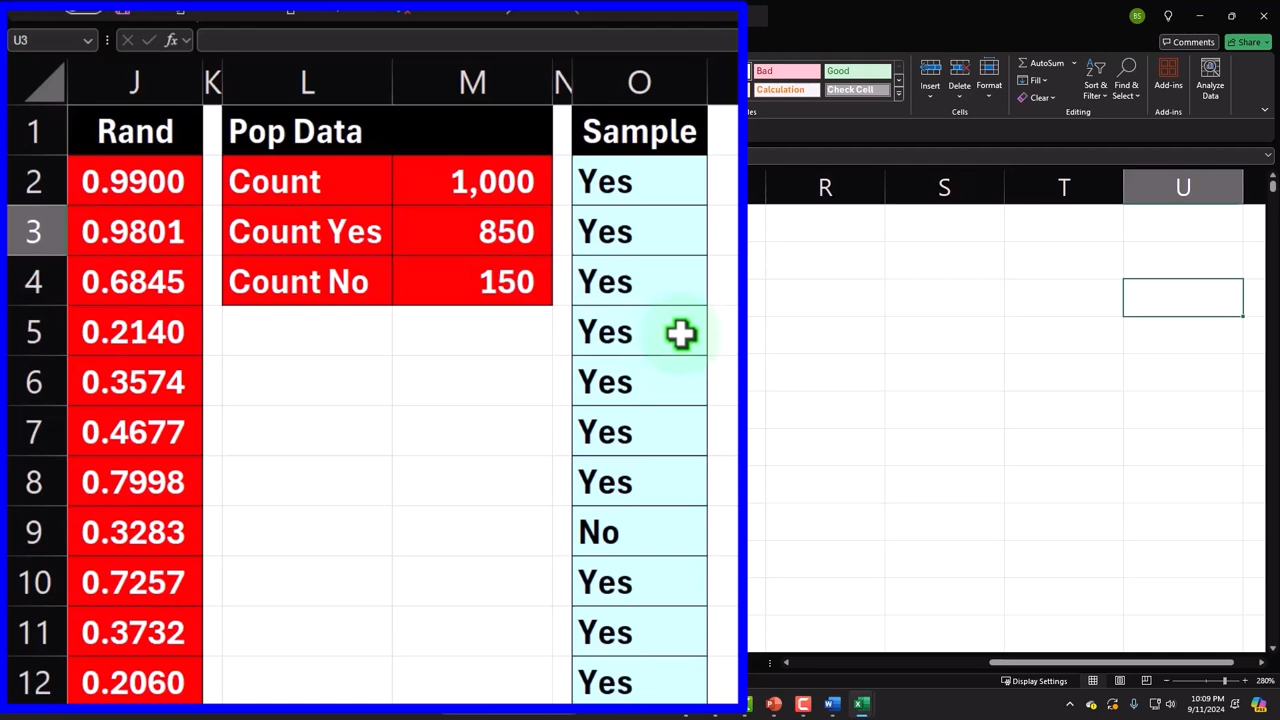 BS
Comments Share
Bad Good
Calculation Check Cell
Insert Delete Format
Cells
AutoSum
Fill
Clear
Sort & Filter
Find & Select
Editing
Add-ins
Add-ins
Analyze Data
U3 fx
J K L M N O R S T U
1 Rand Pop Data Sample
2 0.9900 Count 1,000 Yes
3 0.9801 Count Yes 850 Yes
4 0.6845 Count No 150 Yes
5 0.2140 Yes
6 0.3574 Yes
7 0.4677 Yes
8 0.7998 Yes
9 0.3283 No
10 0.7257 Yes
11 0.3732 Yes
12 0.2060 Yes
Display Settings 280%
10:09 PM
9/11/2024